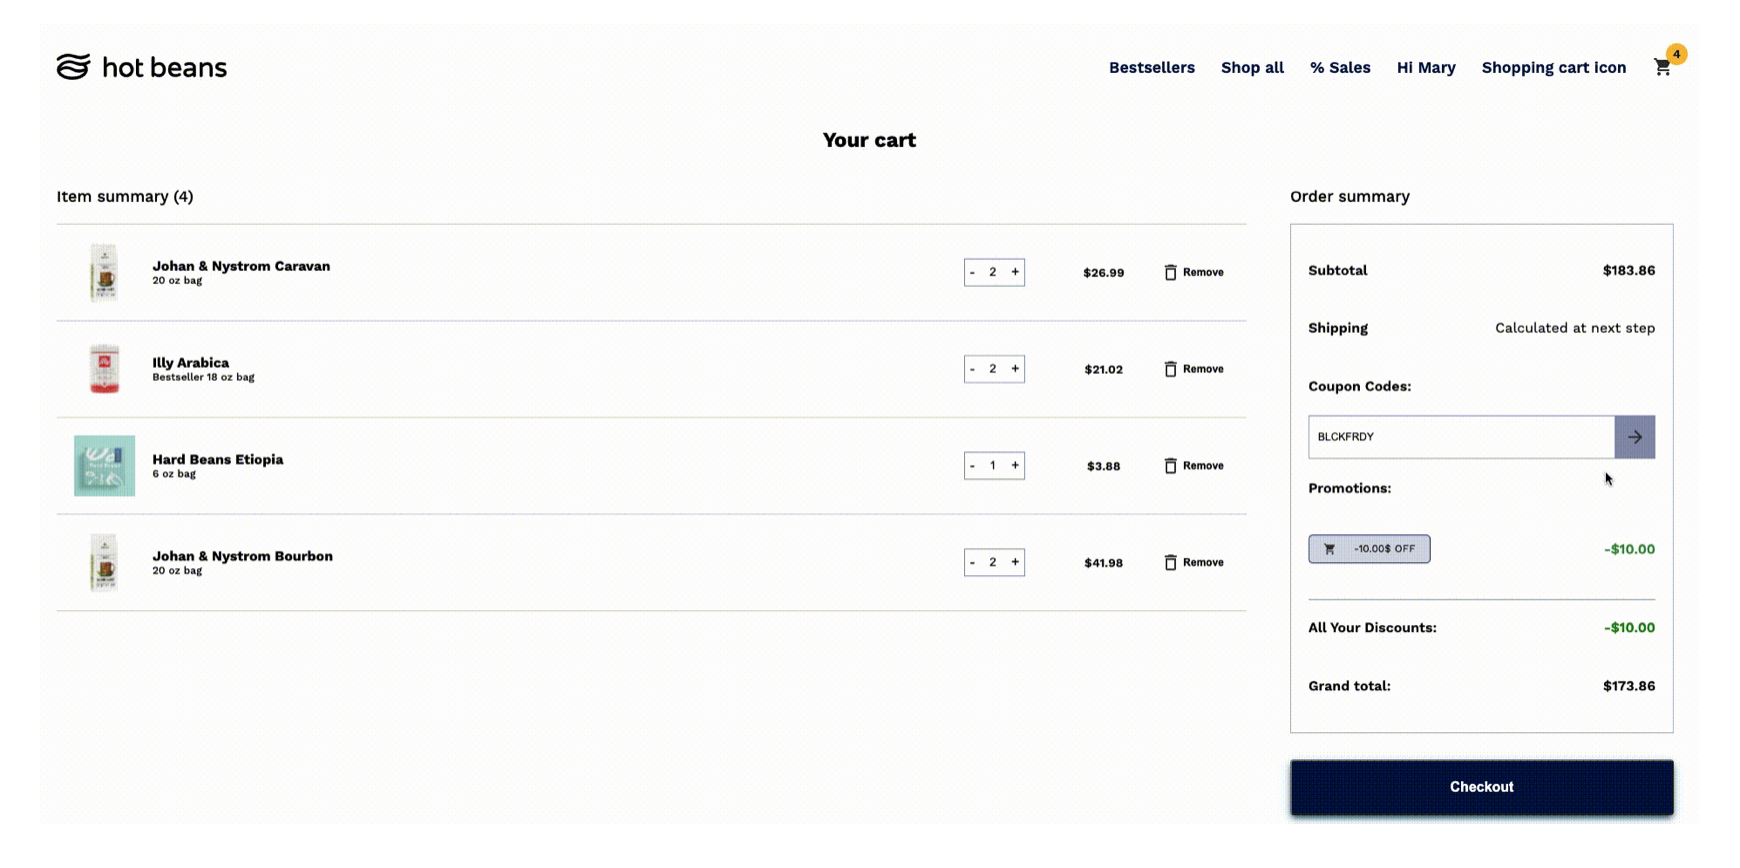 hot beans
Bestsellers Shop all % Sales Hi Mary Shopping cart icon 4
Your cart
Item summary (4)
Johan & Nystrom Caravan
20 oz bag
- 2 + $26.99 Remove
illy
Illy Arabica
Bestseller 18 oz bag
- 2 + $21.02 Remove
Hard Beans Etiopia
6 oz bag
- 1 + $3.88 Remove
Johan & Nystrom Bourbon
20 oz bag
- 2 + $41.98 Remove
Order summary
Subtotal $183.86
Shipping Calculated at next step
Coupon Codes:
BLCKFRDY
Promotions:
-10.00$ OFF -$10.00
All Your Discounts: -$10.00
Grand total: $173.86
Checkout